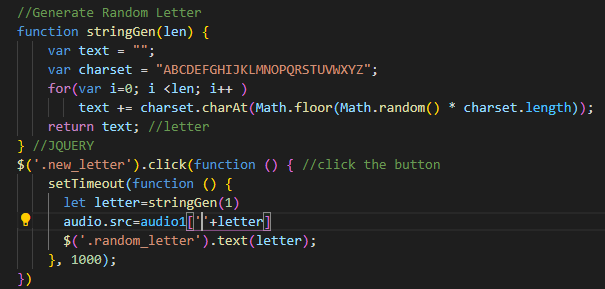 //Generate Random Letter
function stringGen(len) {
var text = "";
var charset = "ABCDEFGHIJKLMNOPQRSTUVWXYZ";
for(var i=0; i <len; i++ )
text += charset.charAt(Math.floor(Math.random() * charset.length));
return text; //letter
} //JQUERY
$('.new_letter').click(function () { //click the button
setTimeout(function () {
let letter=stringGen(1)
audio.src=audio1[''+letter]
$('.random_letter').text(letter);
}, 1000);
})